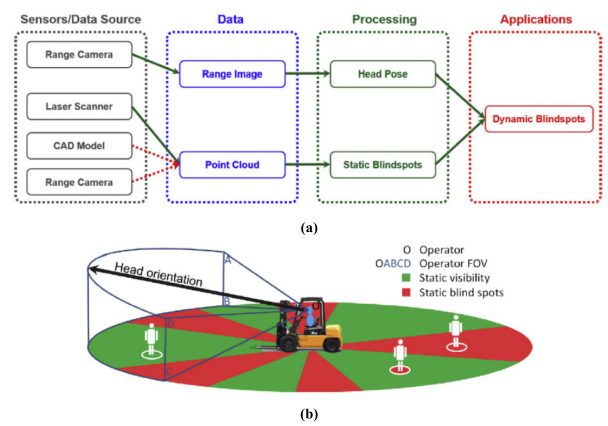 Sensors/Data Source
Data
Processing
Applications
Range Camera
Range Image
Head Pose
Laser Scanner
Dynamic Blindspots
CAD Model
Point Cloud
Static Blindspots
Range Camera
(a)
A
Head orientation
O Operator
OABCD Operator FOV
Static visibility
Static blind spots
B
O
D
C
(b)